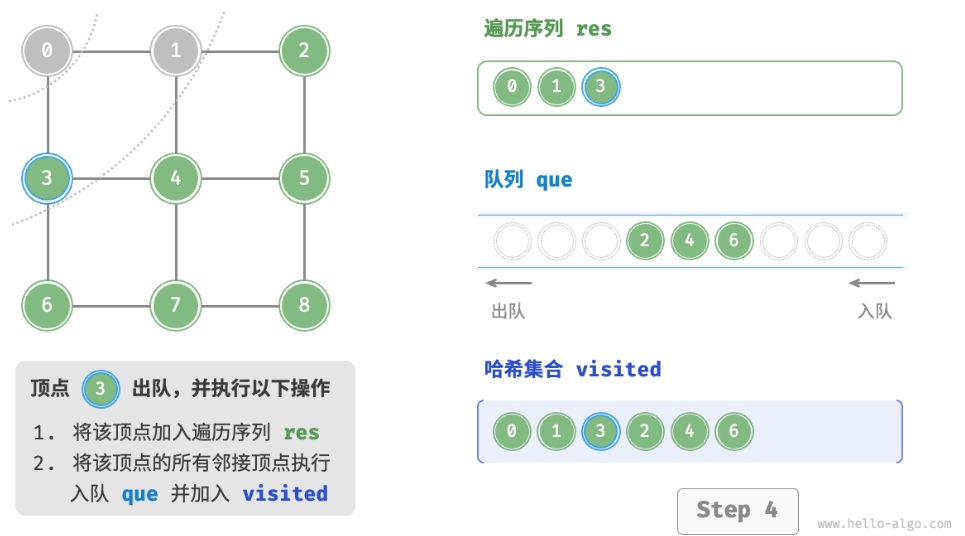 0 1 2
3 4 5
6 7 8
顶点 3 出队，并执行以下操作
1. 将该顶点加入遍历序列 res
2. 将该顶点的所有邻接顶点执行
入队 que 并加入 visited
遍历序列 res
0 1 3
队列 que
2 4 6
出队 入队
哈希集合 visited
0 1 3 2 4 6
Step 4
www.hello-algo.com